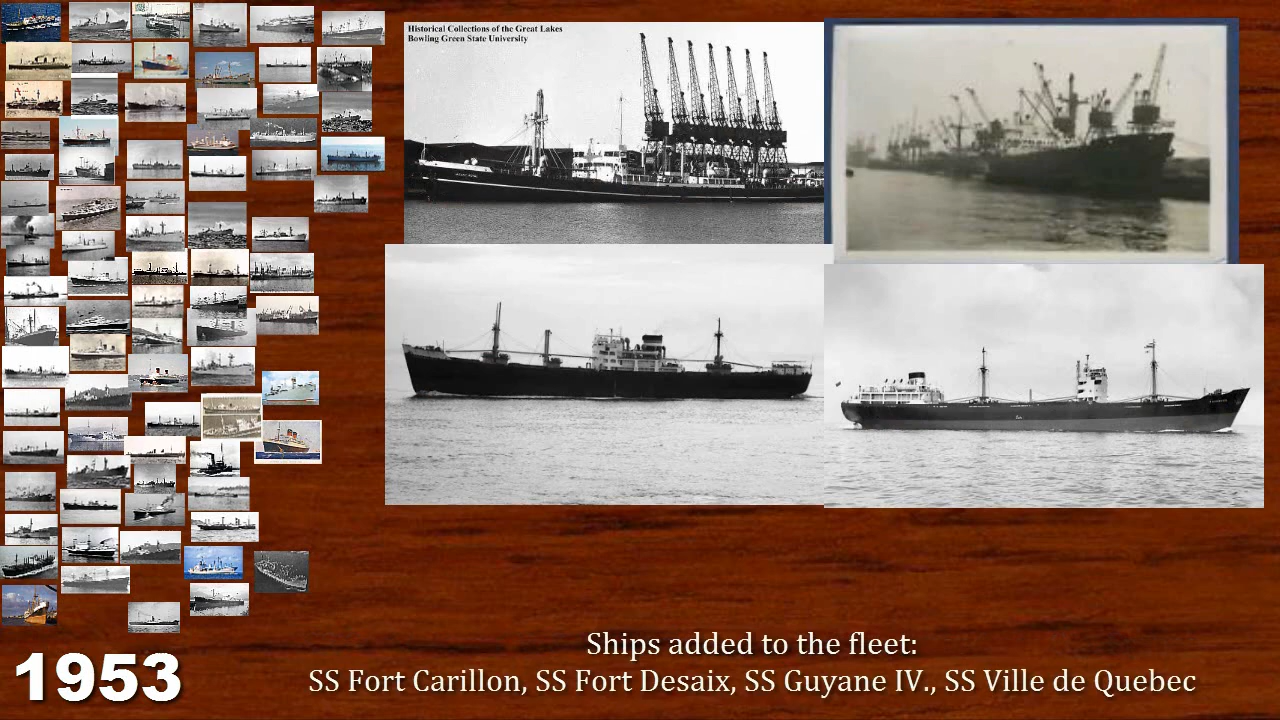 Historical Collections of the Great Lakes
Bowling Green State University
1953
Ships added to the fleet:
SS Fort Carillon, SS Fort Desaix, SS Guyane IV., SS Ville de Quebec